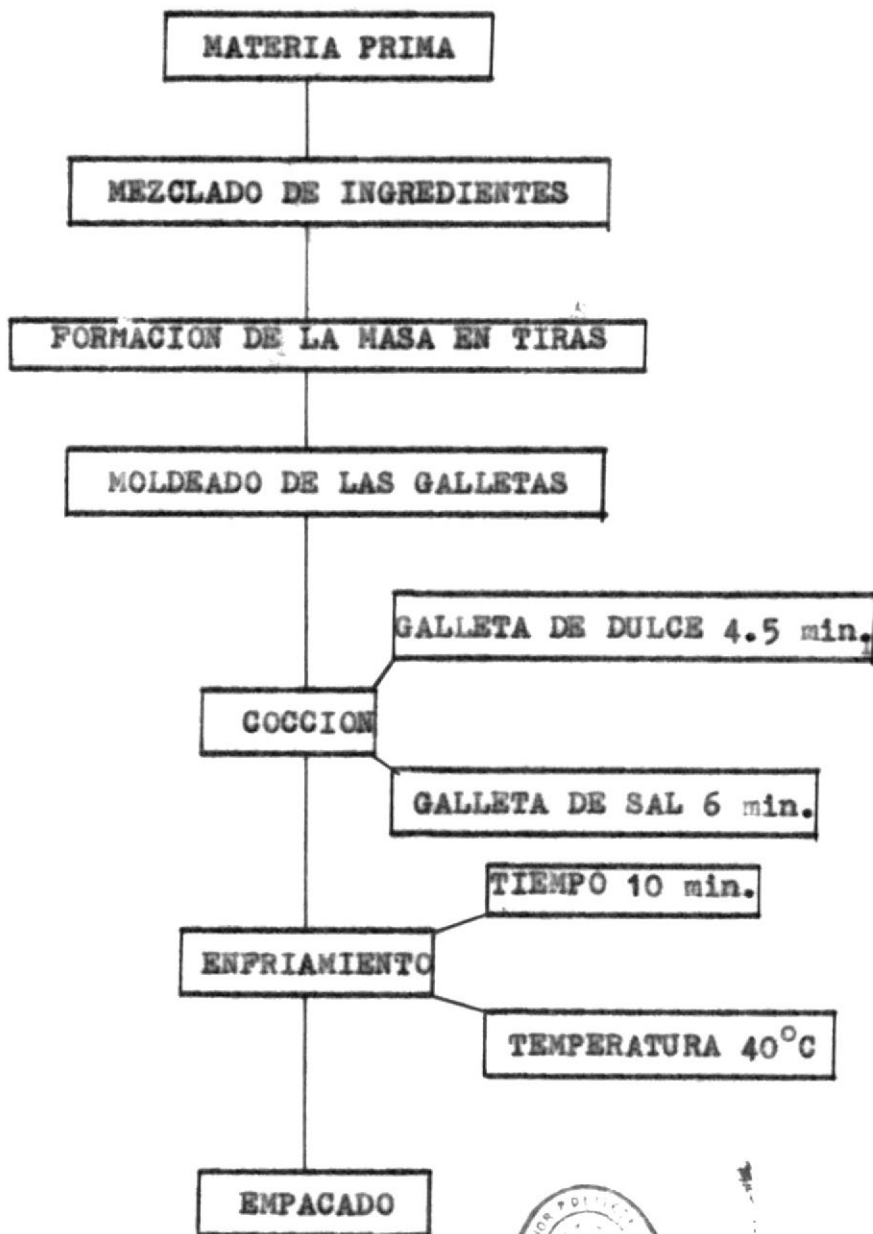 MATERIA PRIMA
MEZCLADO DE INGREDIENTES
FORMACION DE LA MASA EN TIRAS
MOLDEADO DE LAS GALLETAS
GALLETA DE DULCE 4.5 min.
COCCION
GALLETA DE SAL 6 min.
TIEMPO 10 min.
ENFRIAMIENTO
TEMPERATURA 40°C
EMPACADO